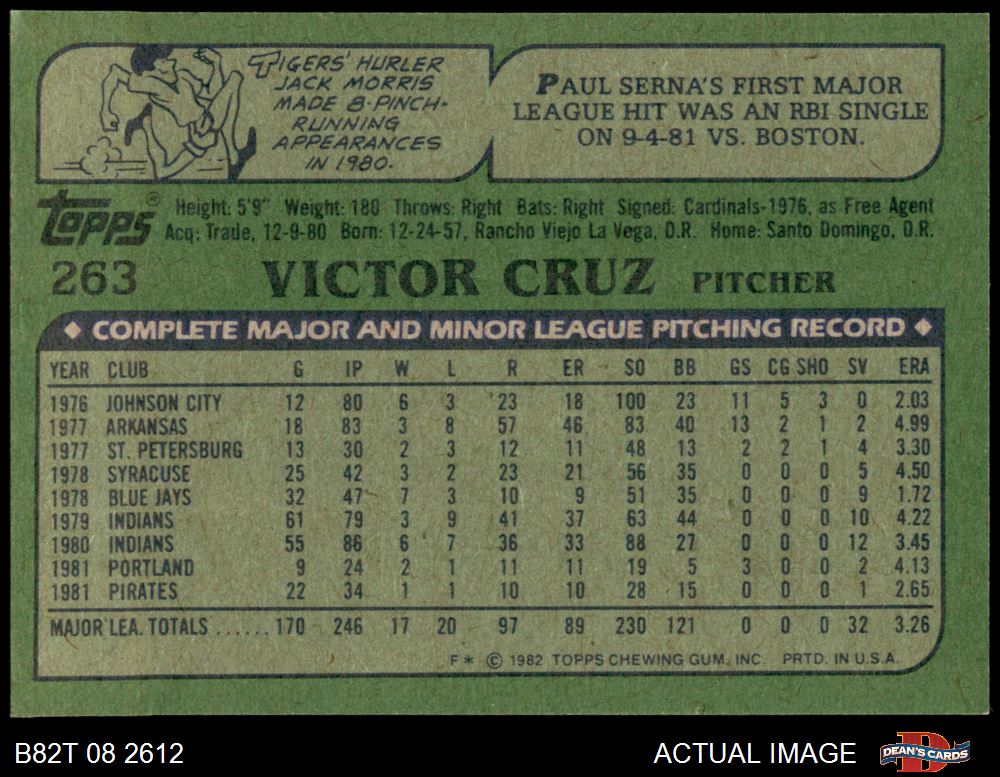 TIGERS' HURLER
JACK MORRIS
MADE 8-PINCH-
RUNNING
APPEARANCES
IN 1980.
PAUL SERNA'S FIRST MAJOR
LEAGUE HIT WAS AN RBI SINGLE
ON 9-4-81 VS. BOSTON.
TOPPS®
Height: 5'9" Weight: 180 Throws: Right Bats: Right Signed: Cardinals-1976, as Free Agent
Acq: Trade, 12-9-80 Born: 12-24-57, Rancho Viejo La Vega, D.R. Home: Santo Domingo, D.R.
263 VICTOR CRUZ PITCHER
♦ COMPLETE MAJOR AND MINOR LEAGUE PITCHING RECORD ♦
YEAR CLUB G IP W L R ER SO BB GS CG SHO SV ERA
1976 JOHNSON CITY 12 80 6 3 23 18 100 23 11 5 3 0 2.03
1977 ARKANSAS 18 83 3 8 57 46 83 40 13 2 1 2 4.99
1977 ST. PETERSBURG 13 30 2 3 12 11 48 13 2 2 1 4 3.30
1978 SYRACUSE 25 42 3 2 23 21 56 35 0 0 0 5 4.50
1978 BLUE JAYS 32 47 7 3 10 9 51 35 0 0 0 9 1.72
1979 INDIANS 61 79 3 9 41 37 63 44 0 0 0 10 4.22
1980 INDIANS 55 86 6 7 36 33 88 27 0 0 0 12 3.45
1981 PORTLAND 9 24 2 1 11 11 19 5 3 0 0 2 4.13
1981 PIRATES 22 34 1 1 10 10 28 15 0 0 0 1 2.65
MAJOR LEA. TOTALS ...... 170 246 17 20 97 89 230 121 0 0 0 32 3.26
F* © 1982 TOPPS CHEWING GUM, INC. PRTD. IN U.S.A.
B82T 08 2612 ACTUAL IMAGE DEAN'S CARDS